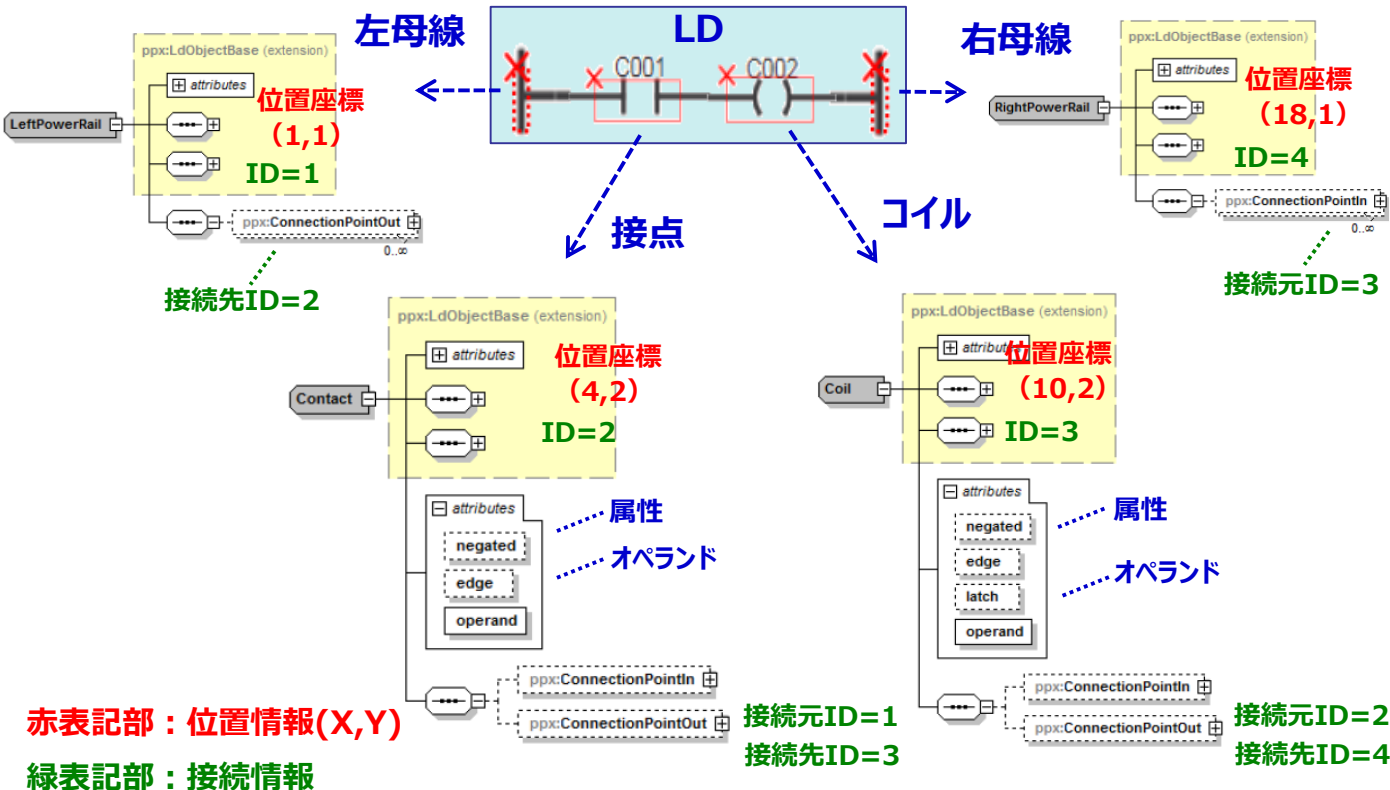 左母線
LD
右母線
C001
C002
ppx:LdObjectBase (extension)
attributes
位置座標
（1,1）
ID=1
LeftPowerRail
ppx:ConnectionPointOut
0..∞
接続先ID=2
ppx:LdObjectBase (extension)
attributes
位置座標
（18,1）
ID=4
RightPowerRail
ppx:ConnectionPointIn
0..∞
接続元ID=3
接点
コイル
ppx:LdObjectBase (extension)
attributes
位置座標
（4,2）
ID=2
Contact
attributes
negated
edge
operand
属性
オペランド
ppx:ConnectionPointIn
ppx:ConnectionPointOut
接続元ID=1
接続先ID=3
ppx:LdObjectBase (extension)
attributes
位置座標
（10,2）
ID=3
Coil
attributes
negated
edge
latch
operand
属性
オペランド
ppx:ConnectionPointIn
ppx:ConnectionPointOut
接続元ID=2
接続先ID=4
赤表記部：位置情報(X,Y)
緑表記部：接続情報